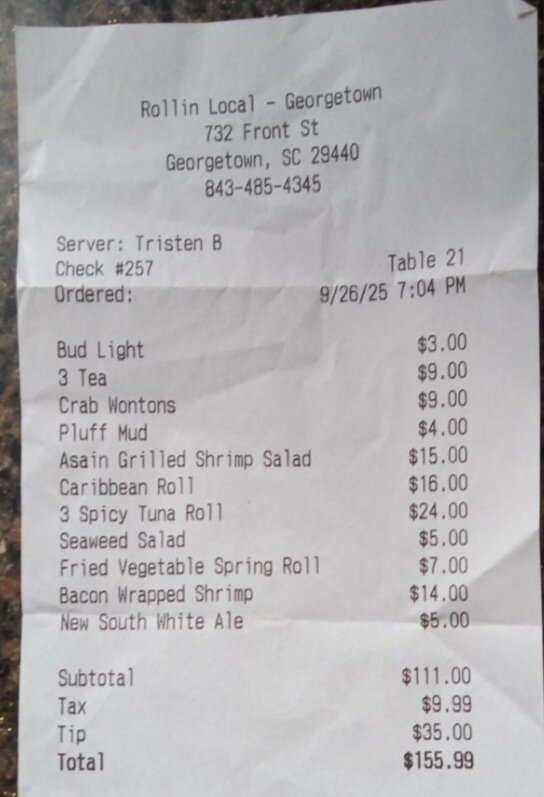 Rollin Local - Georgetown
732 Front St
Georgetown, SC 29440
843-485-4345
Server: Tristen B
Check #257 Table 21
Ordered: 9/26/25 7:04 PM
Bud Light $3.00
3 Tea $9.00
Crab Wontons $9.00
Pluff Mud $4.00
Asain Grilled Shrimp Salad $15.00
Caribbean Roll $16.00
3 Spicy Tuna Roll $24.00
Seaweed Salad $5.00
Fried Vegetable Spring Roll $7.00
Bacon Wrapped Shrimp $14.00
New South White Ale $5.00
Subtotal $111.00
Tax $9.99
Tip $35.00
Total $155.99